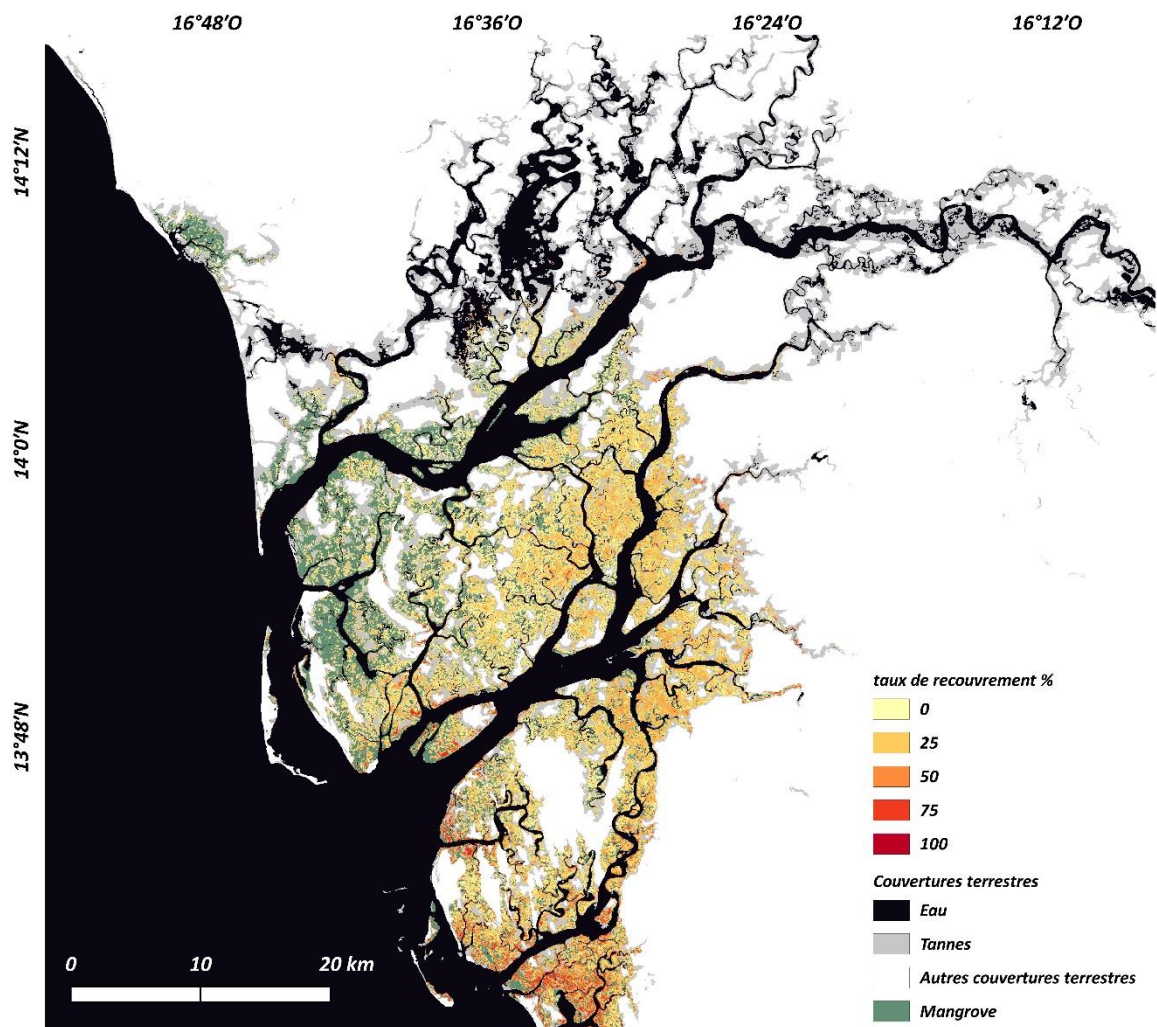 16°48'O 16°36'O 16°24'O 16°12'O
14°12'N
14°0'N
13°48'N
taux de recouvrement %
0
25
50
75
100
Couvertures terrestres
Eau
Tannes
Autres couvertures terrestres
Mangrove
0 10 20 km